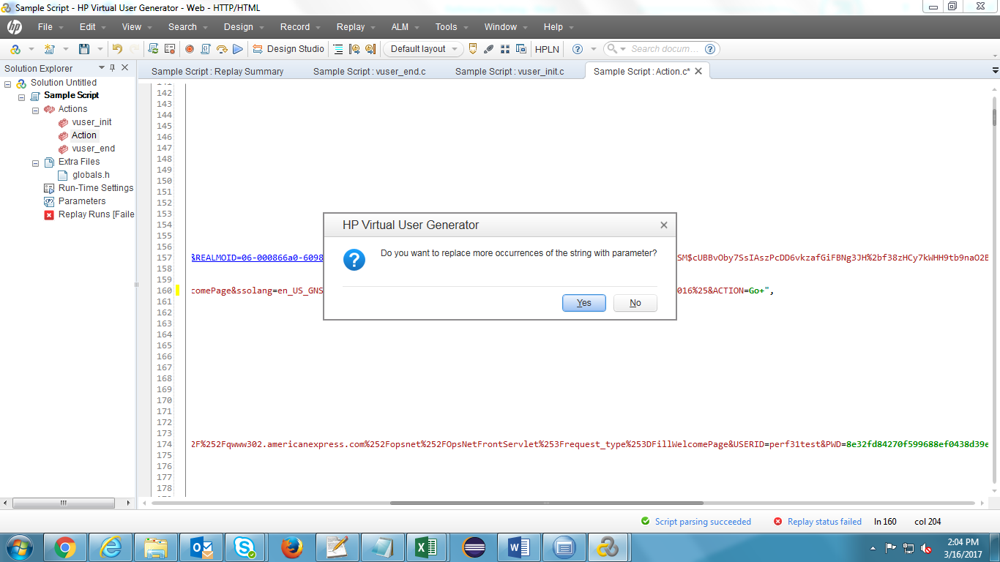 Sample Script - HP Virtual User Generator - Web - HTTP/HTML
hp File Edit View Search Design Record Replay ALM Tools Window Help
Design Studio Default layout HPLN Search docum...
Solution Explorer
Sample Script : Replay Summary Sample Script : vuser_end.c Sample Script : vuser_init.c Sample Script : Action.c*
Solution Untitled
Sample Script
Actions
vuser_init
Action
vuser_end
Extra Files
globals.h
Run-Time Settings
Parameters
Replay Runs [Faile
141
142
143
144
145
146
147
148
149
150
151
152
153
154
155
156
157 &REALMOID=06-000866a0-6098 SM$cUBBvOby7SsIAszPcDD6vkzafGiFBNg3JH%2bf38zHCy7kWHH9tb9naO2B
158
159
160 comePage&ssolang=en_US_GNS 016%25&ACTION=Go+",
161
162
163
164
165
166
167
168
169
170
171
172
173
174 2F%252Fqwww302.americanexpress.com%252Fopsnet%252FOpsNetFrontServlet%253Frequest_type%253DFillWelcomePage&USERID=perf31test&PWD=8e32fd84270f599688ef0438d39e
175
176
177
178
HP Virtual User Generator
Do you want to replace more occurrences of the string with parameter?
Yes No
Script parsing succeeded Replay status failed ln 160 col 204
2:04 PM
3/16/2017